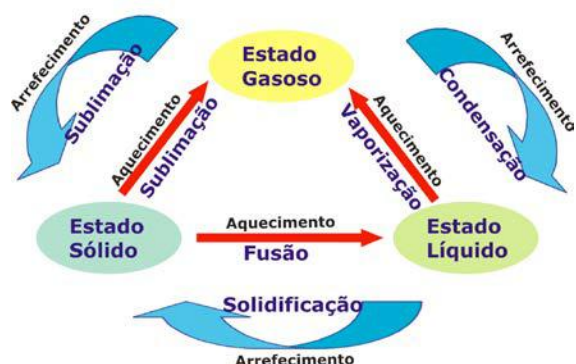 Estado
Gasoso
Arrefecimento
Sublimação
Aquecimento
Sublimação
Aquecimento
Vaporização
Condensação
Arrefecimento
Estado
Sólido
Aquecimento
Fusão
Estado
Líquido
Solidificação
Arrefecimento